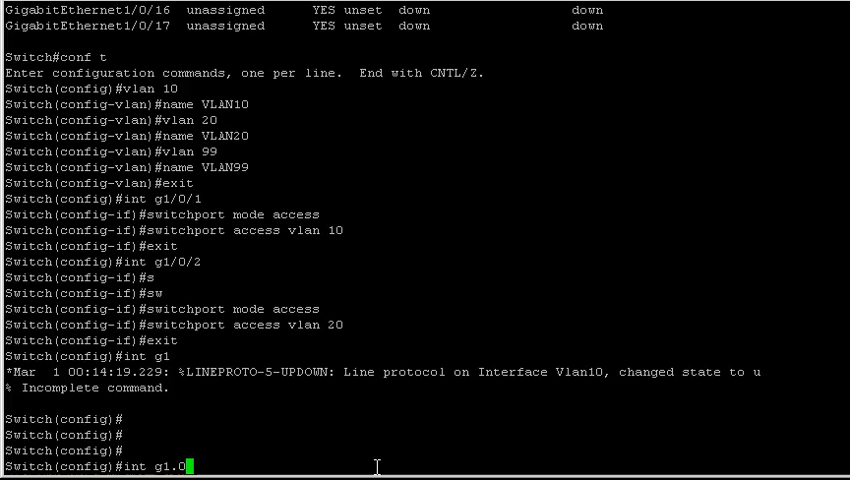 GigabitEthernet1/0/16 unassigned YES unset down down
GigabitEthernet1/0/17 unassigned YES unset down down
Switch#conf t
Enter configuration commands, one per line. End with CNTL/Z.
Switch(config)#vlan 10
Switch(config-vlan)#name VLAN10
Switch(config-vlan)#vlan 20
Switch(config-vlan)#name VLAN20
Switch(config-vlan)#vlan 99
Switch(config-vlan)#name VLAN99
Switch(config-vlan)#exit
Switch(config)#int g1/0/1
Switch(config-if)#switchport mode access
Switch(config-if)#switchport access vlan 10
Switch(config-if)#exit
Switch(config)#int g1/0/2
Switch(config-if)#s
Switch(config-if)#sw
Switch(config-if)#switchport mode access
Switch(config-if)#switchport access vlan 20
Switch(config-if)#exit
Switch(config)#int g1
*Mar 1 00:14:19.229: %LINEPROTO-5-UPDOWN: Line protocol on Interface Vlan10, changed state to u
% Incomplete command.
Switch(config)#
Switch(config)#
Switch(config)#
Switch(config)#int g1.0